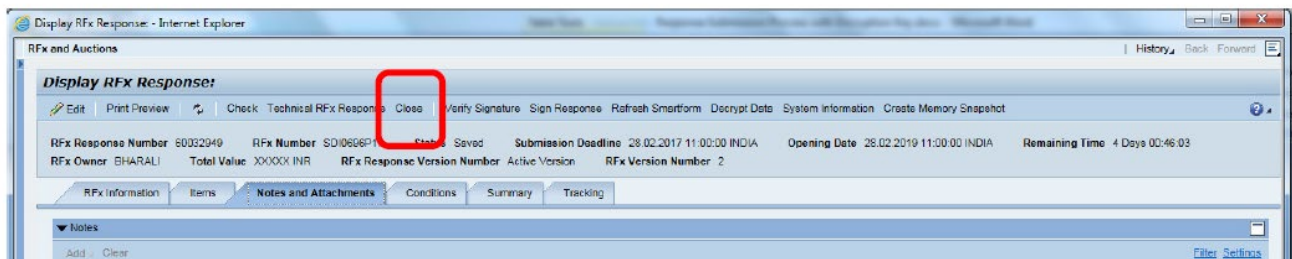 Display RFx Response: - Internet Explorer
RFx and Auctions | History Back Forward
Display RFx Response:
Edit | Print Preview | Check Technical RFx Response Close | Verify Signature Sign Response Refresh Smartform Decrypt Data System Information Create Memory Snapshot
RFx Response Number 60032949 RFx Number SDI0696P1 Status Saved Submission Deadline 28.02.2017 11:00:00 INDIA Opening Date 28.02.2019 11:00:00 INDIA Remaining Time 4 Days 00:46:03
RFx Owner BHARALI Total Value XXXXX INR RFx Response Version Number Active Version RFx Version Number 2
RFx Information Items Notes and Attachments Conditions Summary Tracking
Notes
Add Clear Filter Settings